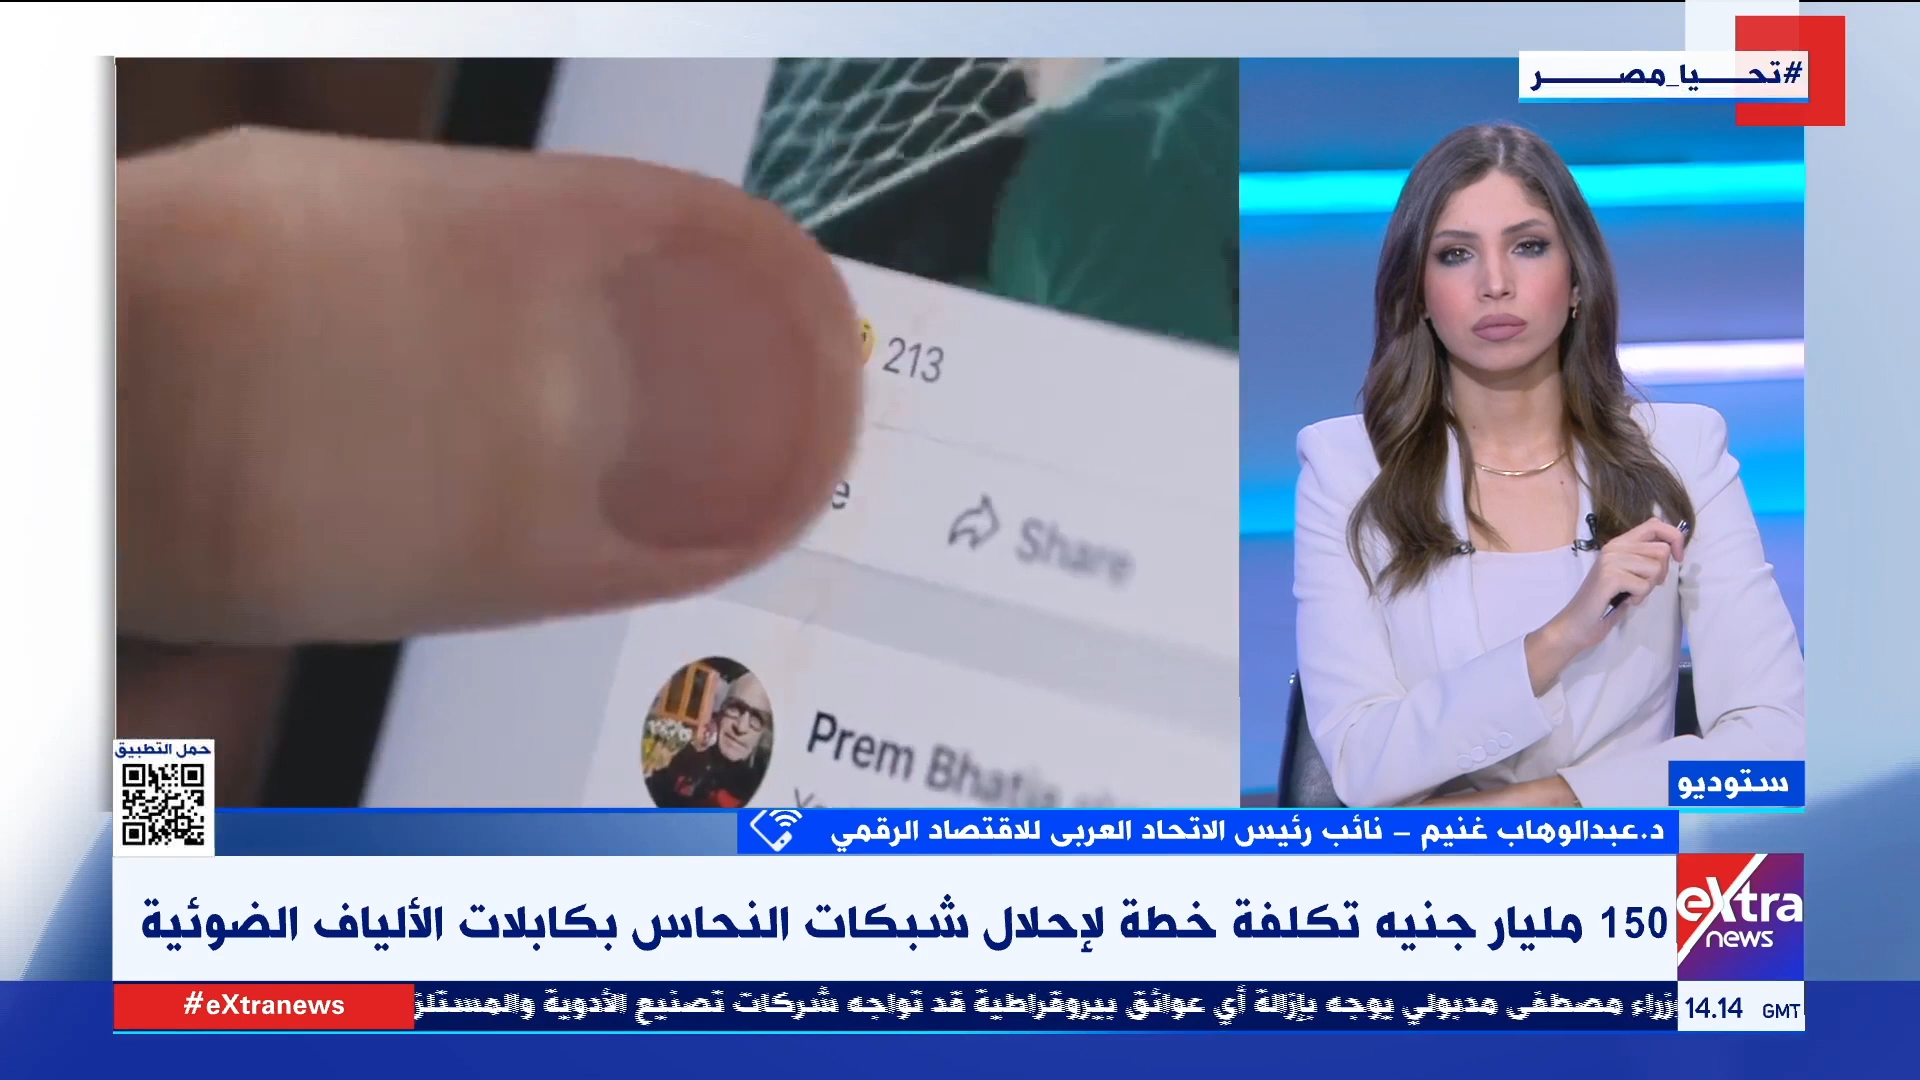 #تحـــــيا_مصـــــــر
213
Share
Prem Bhatia
حمل التطبيق
ستوديو
د.عبدالوهاب غنيم – نائب رئيس الاتحاد العربى للاقتصاد الرقمي
150 مليار جنيه تكلفة خطة لإحلال شبكات النحاس بكابلات الألياف الضوئية
eXtra
news
#eXtranews
مصطفى مدبولي يوجه بإزالة أي عوائق بيروقراطية قد تواجه شركات تصنيع الأدوية
14.14 GMT